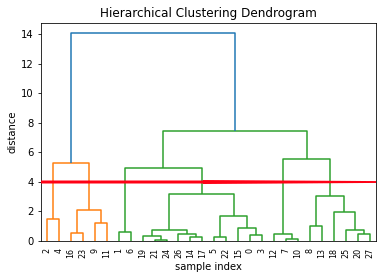 Hierarchical Clustering Dendrogram
14
12
10
8
6
4
2
0
distance
2 4 16 23 9 11 1 6 19 21 24 26 14 17 5 22 15 0 3 12 7 10 8 13 18 25 20 27
sample index